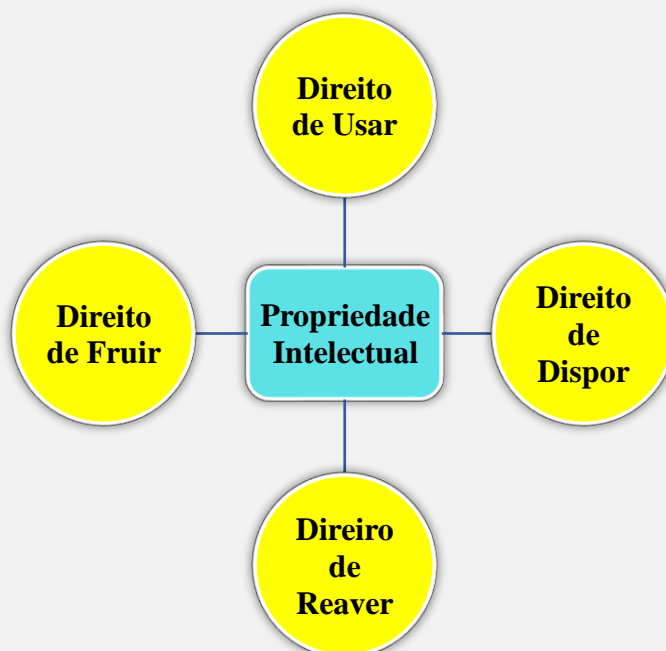 Direito
de Usar
Direito
de Fruir
Propriedade
Intelectual
Direito
de
Dispor
Direiro
de
Reaver